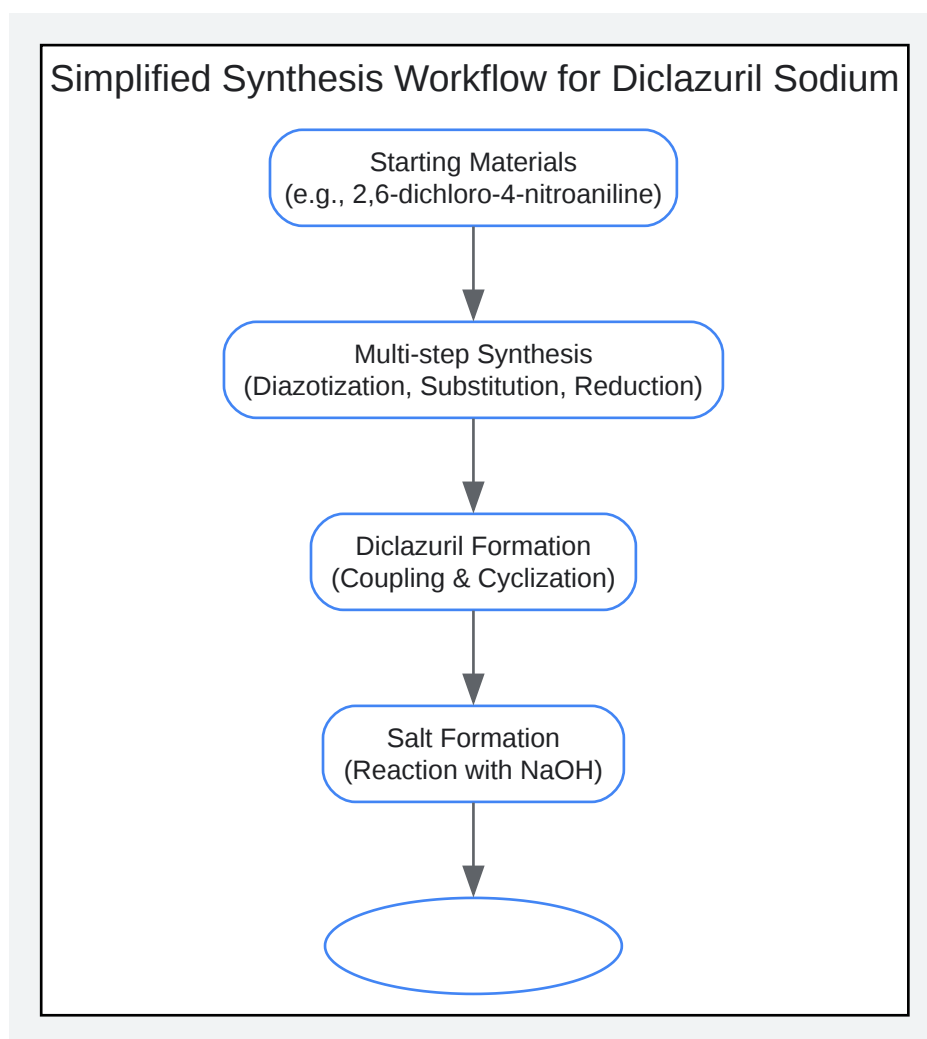 Simplified Synthesis Workflow for Diclazuril Sodium
Starting Materials
(e.g., 2,6-dichloro-4-nitroaniline)
Multi-step Synthesis
(Diazotization, Substitution, Reduction)
Diclazuril Formation
(Coupling & Cyclization)
Salt Formation
(Reaction with NaOH)